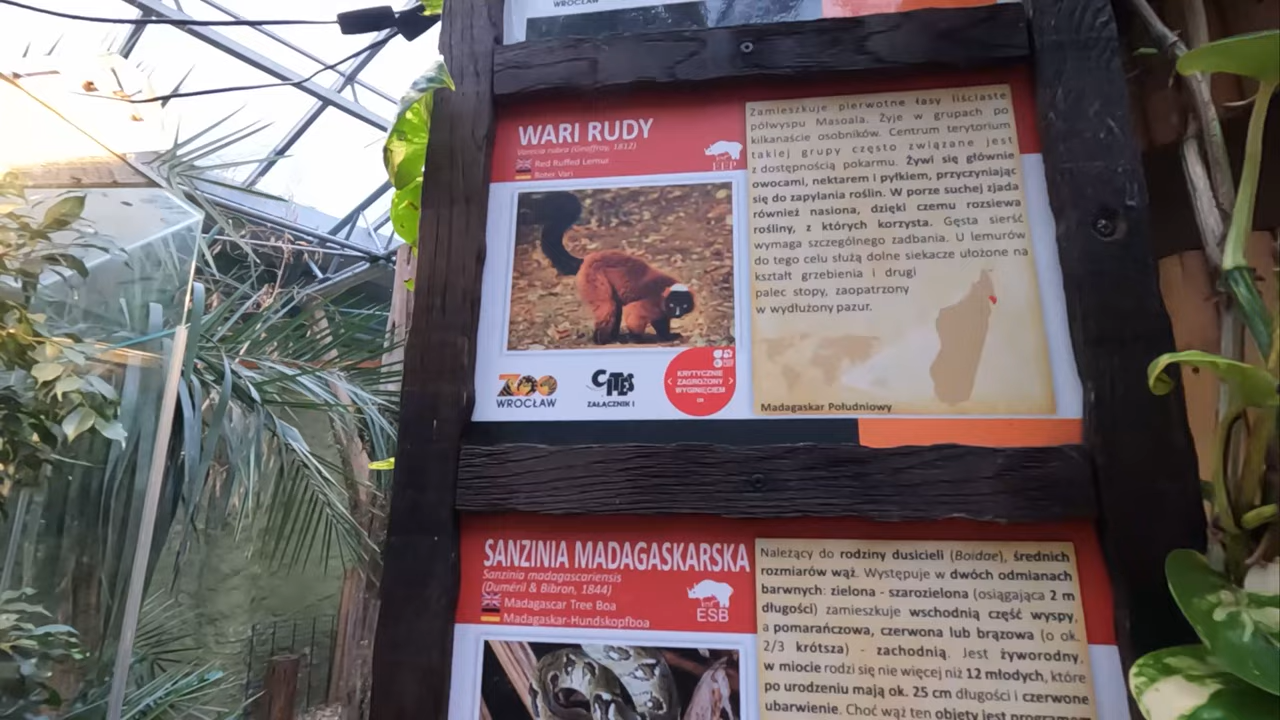 WROCŁAW
WARI RUDY
Varecia rubra (Geoffroy, 1812)
Red Ruffed Lemur
Roter Vari
EEP
Zamieszkuje pierwotne lasy liściaste
półwyspu Masoala. Żyje w grupach po
kilkanaście osobników. Centrum terytorium
takiej grupy często związane jest
z dostępnością pokarmu. Żywi się głównie
owocami, nektarem i pyłkiem, przyczyniając
się do zapylania roślin. W porze suchej zjada
również nasiona, dzięki czemu rozsiewa
rośliny, z których korzysta. Gęsta sierść
wymaga szczególnego zadbania. U lemurów
do tego celu służą dolne siekacze ułożone na
kształt grzebienia i drugi
palec stopy, zaopatrzony
w wydłużony pazur.
Madagaskar Południowy
ZOO
WROCŁAW
CITES
ZAŁĄCZNIK I
KRYTYCZNIE
ZAGROŻONY
WYGINIĘCIEM
CR
SANZINIA MADAGASKARSKA
Sanzinia madagascariensis
(Duméril & Bibron, 1844)
Madagascar Tree Boa
Madagaskar-Hundskopfboa
ESB
Należący do rodziny dusicieli (Boidae), średnich
rozmiarów wąż. Występuje w dwóch odmianach
barwnych: zielona - szarozielona (osiągająca 2 m
długości) zamieszkuje wschodnią część wyspy,
a pomarańczowa, czerwona lub brązowa (o ok.
2/3 krótsza) - zachodnią. Jest żyworodny,
w miocie rodzi się nie więcej niż 12 młodych, które
po urodzeniu mają ok. 25 cm długości i czerwone
ubarwienie. Choć wąż ten objęty jest programem